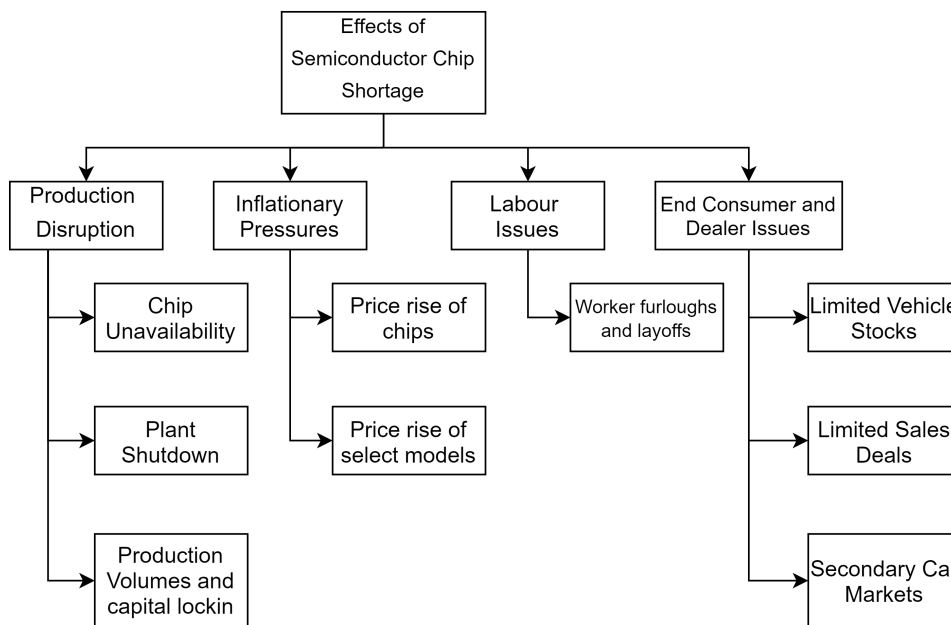 Effects of
Semiconductor Chip
Shortage
Production
Disruption
Inflationary
Pressures
Labour
Issues
End Consumer and
Dealer Issues
Chip
Unavailability
Price rise of
chips
Worker furloughs
and layoffs
Limited Vehicle
Stocks
Plant
Shutdown
Price rise of
select models
Limited Sales
Deals
Production
Volumes and
capital lockin
Secondary Ca
Markets